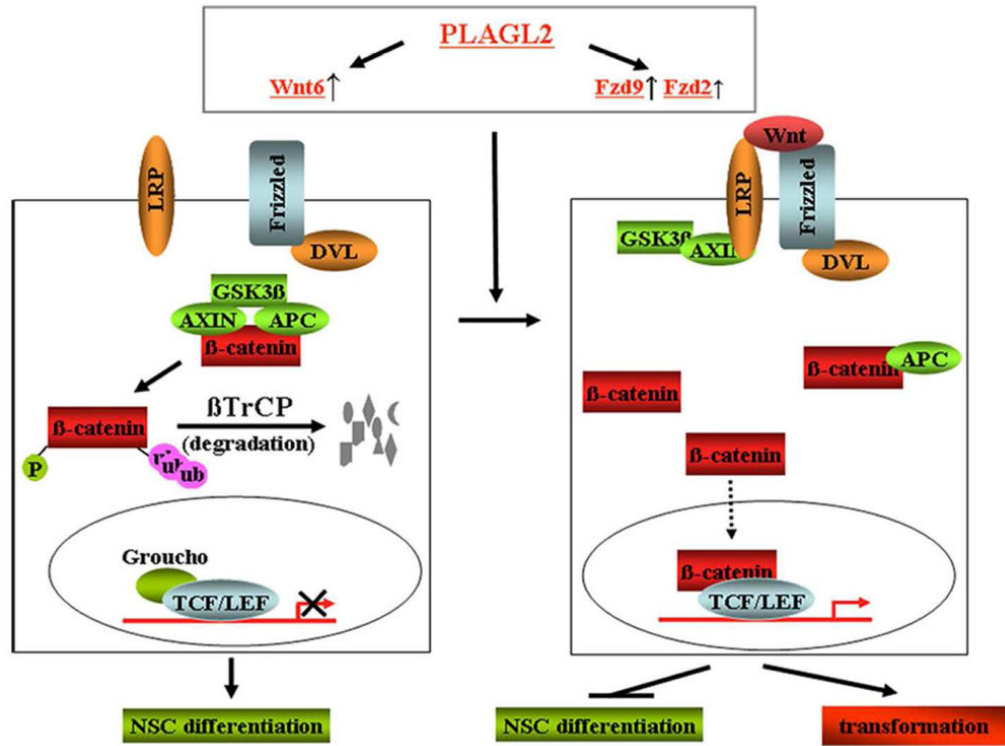 PLAGL2
Wnt6↑
Fzd9↑ Fzd2↑
LRP
Frizzled
DVL
GSK3ß
AXIN
APC
ß-catenin
ß-catenin
P
ub
ub
ßTrCP
(degradation)
Groucho
TCF/LEF
NSC differentiation
Wnt
LRP
Frizzled
GSK3ß
AXIN
DVL
ß-catenin
APC
ß-catenin
ß-catenin
ß-catenin
TCF/LEF
NSC differentiation
transformation